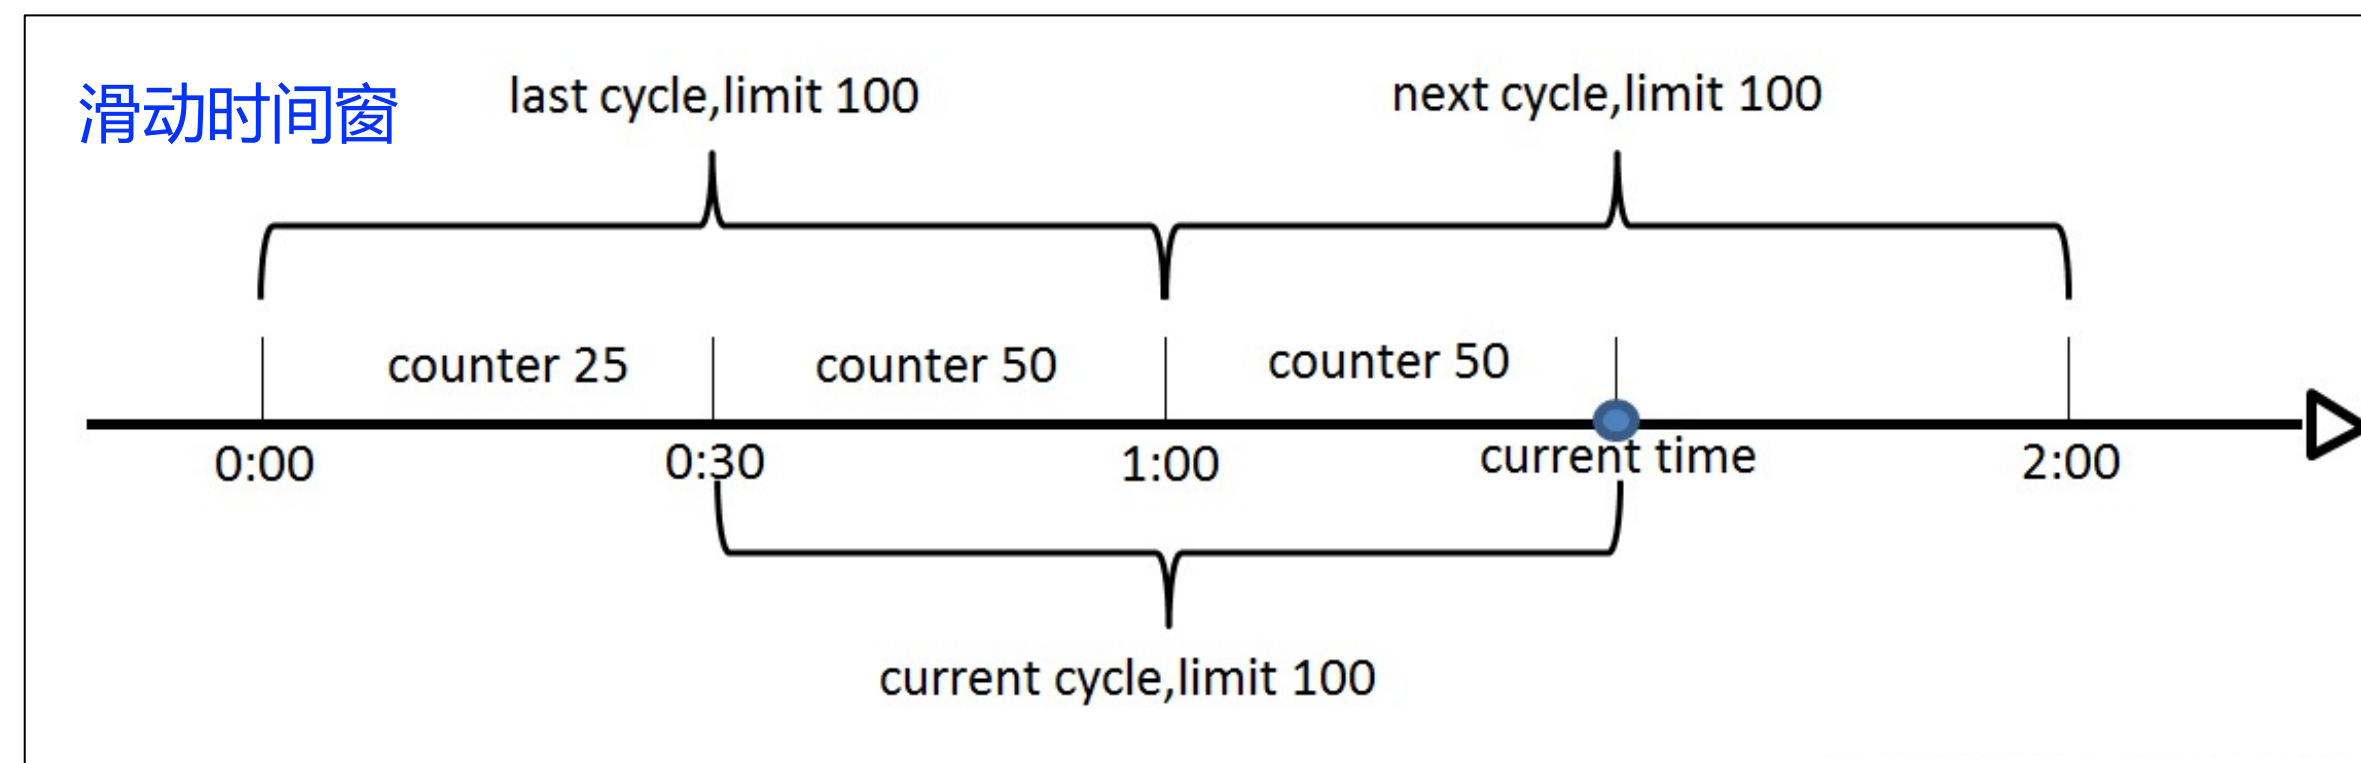 滑动时间窗
last cycle,limit 100
next cycle,limit 100
counter 25
counter 50
counter 50
0:00
0:30
1:00
current time
2:00
current cycle,limit 100